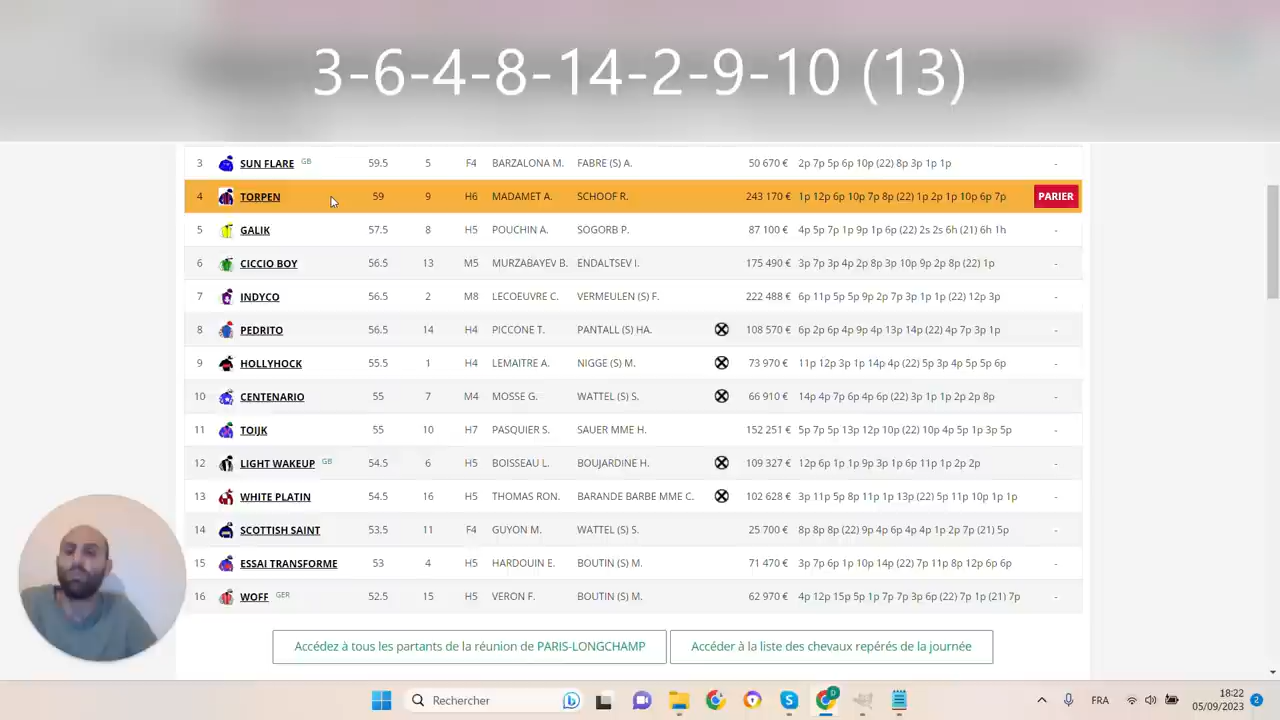 3-6-4-8-14-2-9-10 (13)
3 SUN FLARE GB 59.5 5 F4 BARZALONA M. FABRE (S) A. 50 670 € 2p 7p 5p 6p 10p (22) 8p 3p 1p 1p -
4 TORPEN 59 9 H6 MADAMET A. SCHOOF R. 243 170 € 1p 12p 6p 10p 7p 8p (22) 1p 2p 1p 10p 6p 7p PARIER
5 GALIK 57.5 8 H5 POUCHIN A. SOGORB P. 87 100 € 4p 5p 7p 1p 9p 1p 6p (22) 2s 2s 6h (21) 6h 1h -
6 CICCIO BOY 56.5 13 M5 MURZABAYEV B. ENDALTSEV I. 175 490 € 3p 7p 3p 4p 2p 8p 3p 10p 9p 2p 8p (22) 1p -
7 INDYCO 56.5 2 M8 LECOEUVRE C. VERMEULEN (S) F. 222 488 € 6p 11p 5p 5p 9p 2p 7p 3p 1p 1p (22) 12p 3p -
8 PEDRITO 56.5 14 H4 PICCONE T. PANTALL (S) HA. 108 570 € 6p 2p 6p 4p 9p 4p 13p 14p (22) 4p 7p 3p 1p -
9 HOLLYHOCK 55.5 1 H4 LEMAITRE A. NIGGE (S) M. 73 970 € 11p 12p 3p 1p 14p 4p (22) 5p 3p 4p 5p 5p 6p -
10 CENTENARIO 55 7 M4 MOSSE G. WATTEL (S) S. 66 910 € 14p 4p 7p 6p 4p 6p (22) 3p 1p 1p 2p 2p 8p -
11 TOIJK 55 10 H7 PASQUIER S. SAUER MME H. 152 251 € 5p 7p 5p 13p 12p 10p (22) 10p 4p 5p 1p 3p 5p -
12 LIGHT WAKEUP GB 54.5 6 H5 BOISSEAU L. BOUJARDINE H. 109 327 € 12p 6p 1p 1p 9p 3p 1p 6p 11p 1p 2p 2p -
13 WHITE PLATIN 54.5 16 H5 THOMAS RON. BARANDE BARBE MME C. 102 628 € 3p 11p 5p 8p 11p 1p 13p (22) 5p 11p 10p 1p 1p -
14 SCOTTISH SAINT 53.5 11 F4 GUYON M. WATTEL (S) S. 25 700 € 8p 8p 8p (22) 9p 4p 6p 4p 4p 1p 2p 7p (21) 5p -
15 ESSAI TRANSFORME 53 4 H5 HARDOUIN E. BOUTIN (S) M. 71 470 € 3p 7p 6p 1p 10p 14p (22) 7p 11p 8p 12p 6p 6p -
16 WOFF GER 52.5 15 H5 VERON F. BOUTIN (S) M. 62 970 € 4p 12p 15p 5p 1p 7p 7p 3p 6p (22) 7p 1p (21) 7p -
Accédez à tous les partants de la réunion de PARIS-LONGCHAMP Accéder à la liste des chevaux repérés de la journée
Rechercher FRA 18:22
05/09/2023 2